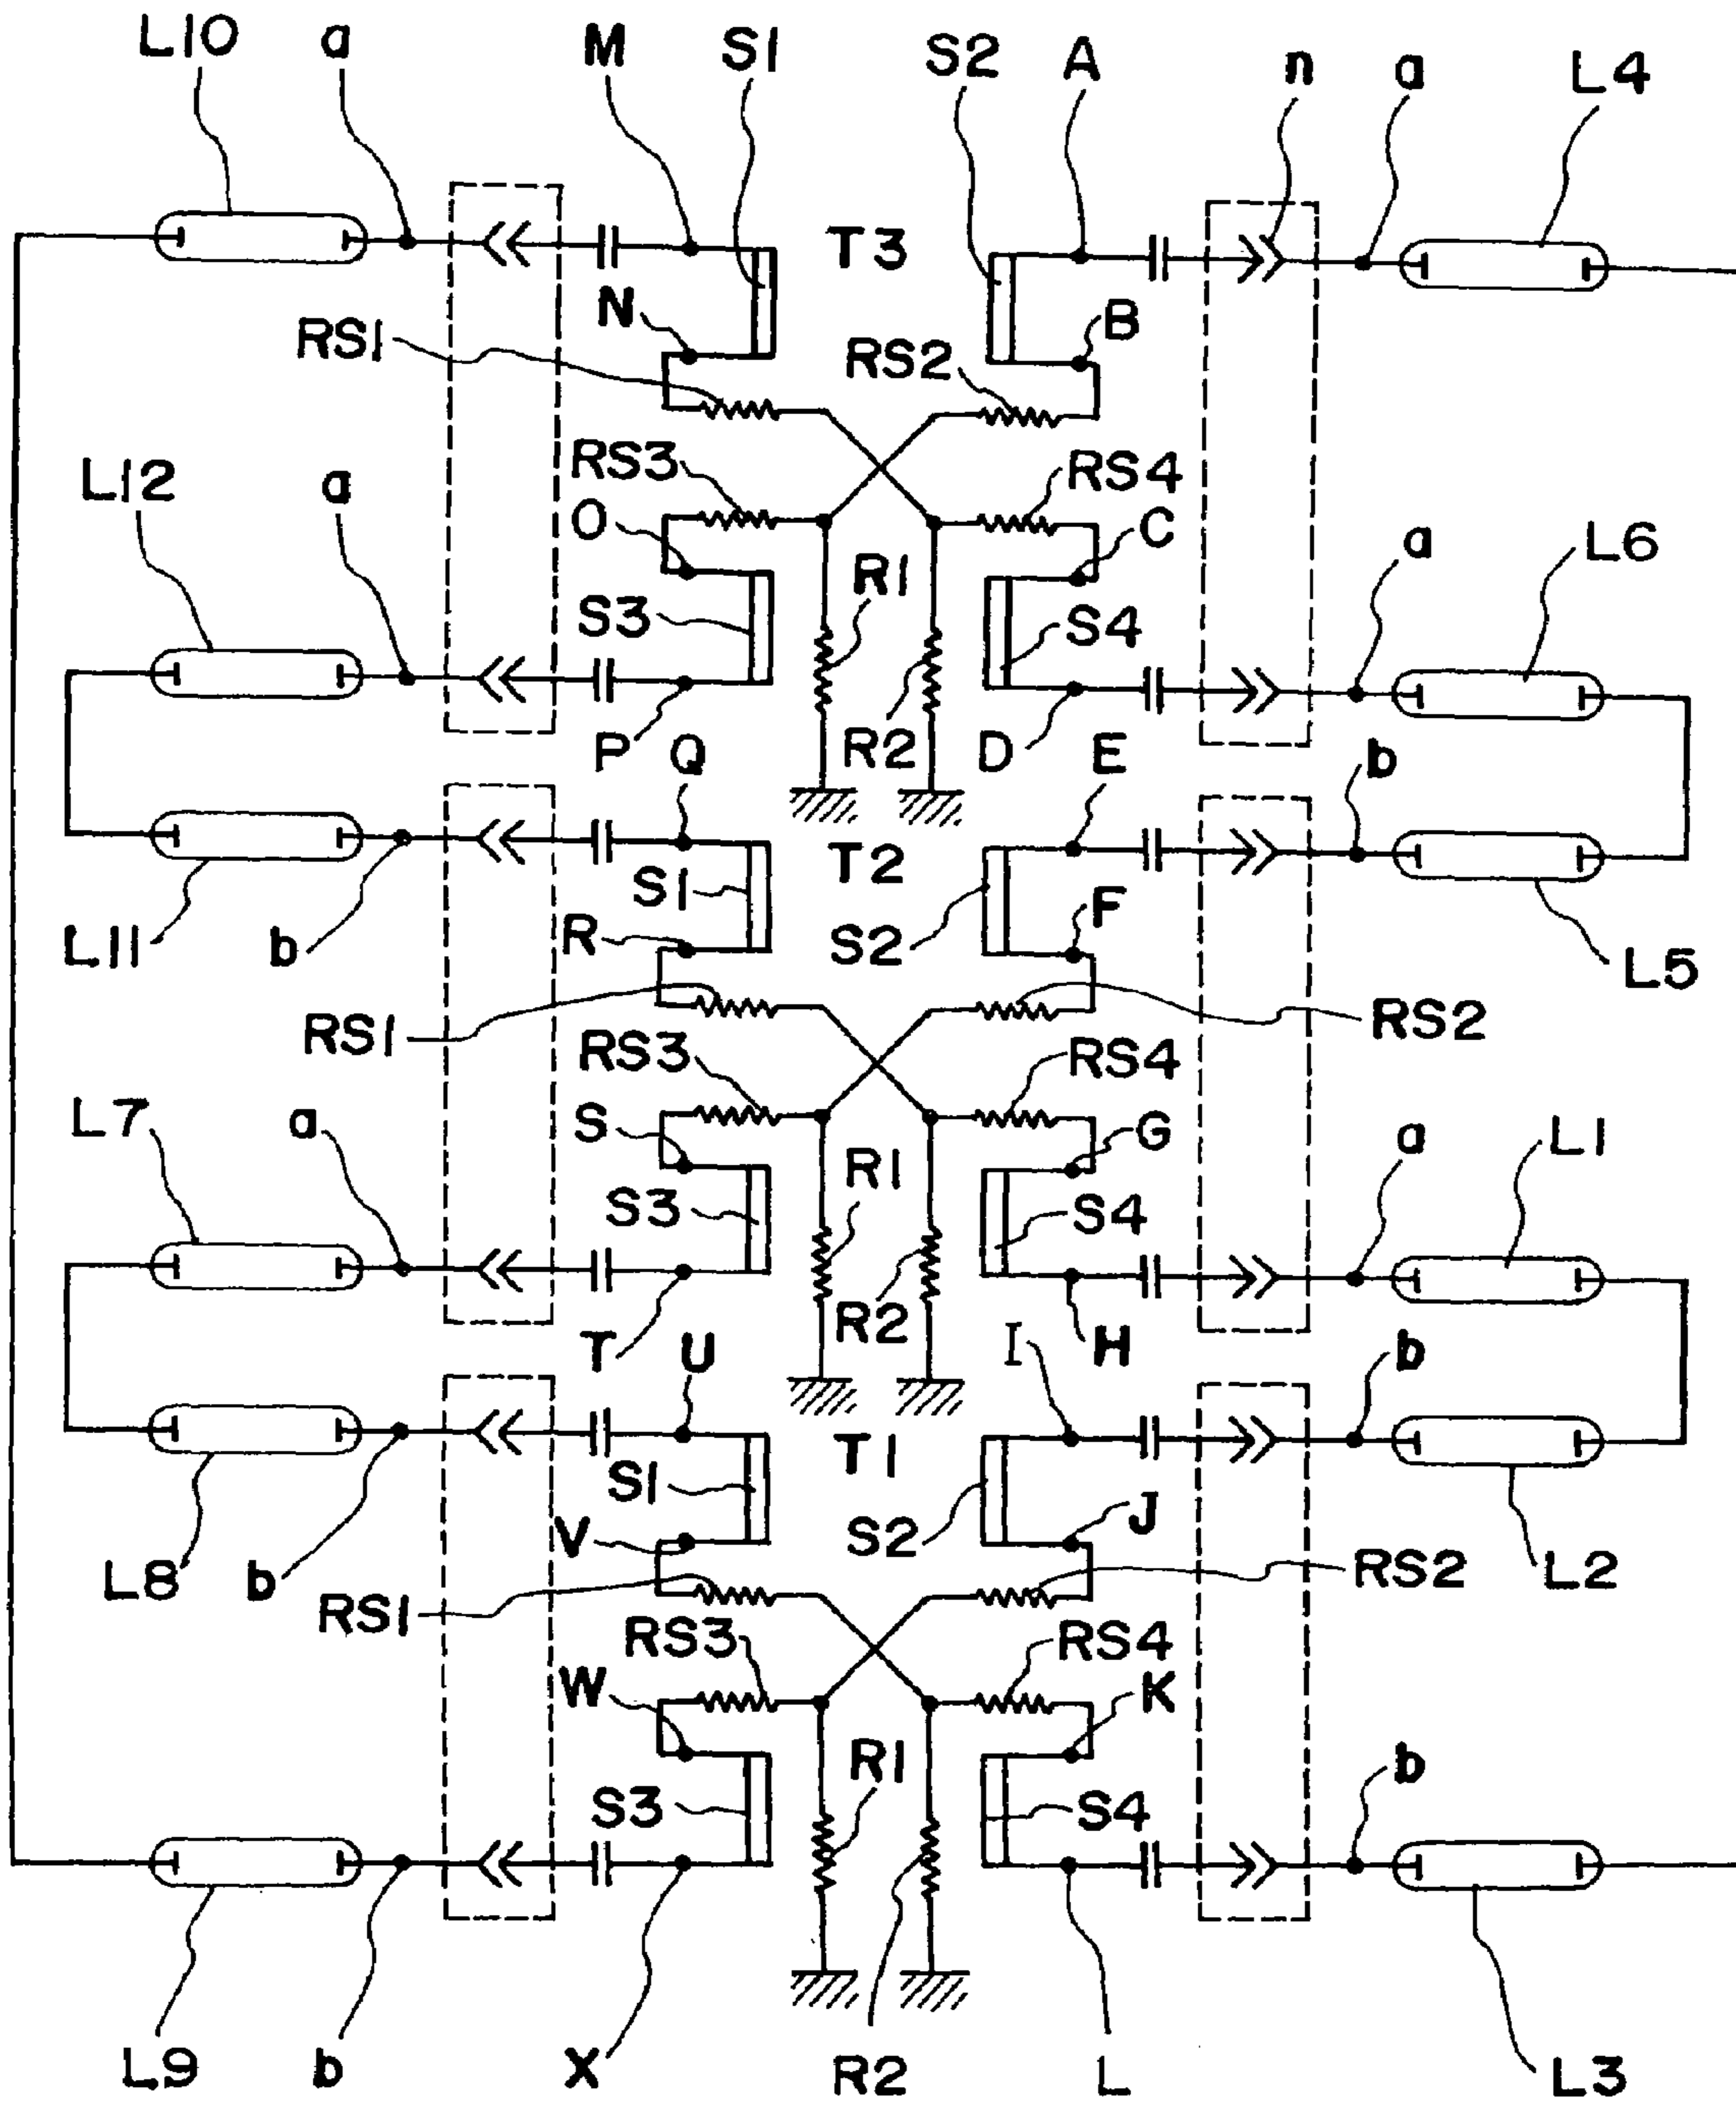 L10 a M S1 S2 A n a L4
T3
N B
RS1 RS2
RS3 RS4
L12 a O C a L6
R1
S3 S4
P Q R2 D E b
T2
S1 F
L11 b R S2 L5
RS1 RS2
RS3 RS4
L7 a S G a L1
R1
S3 S4
R2
T U I H b
T1
S1 J
L8 b V S2 RS2 L2
RS1
RS3 RS4
W K
R1 b
S3 S4
L9 b X R2 L L3